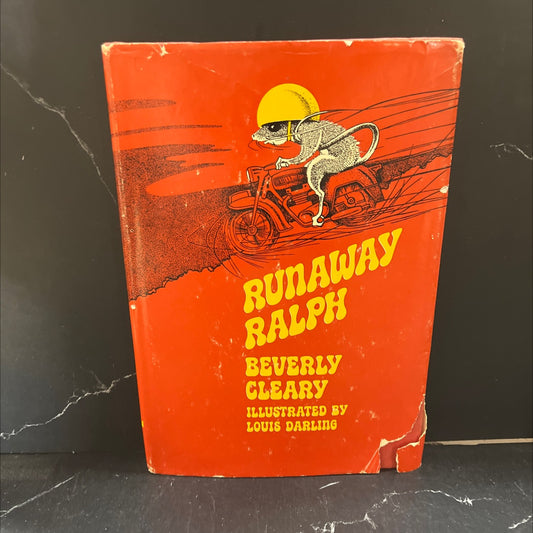 RUNAWAY
RALPH
BEVERLY
CLEARY
ILLUSTRATED BY
LOUIS DARLING